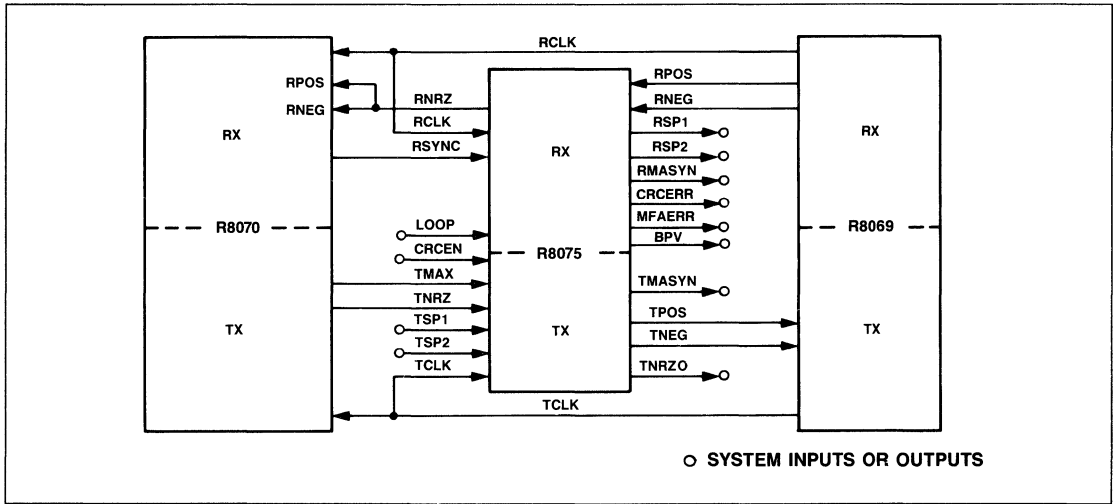 RCLK
RPOS
RNEG
RX
RNRZ
RCLK
RSYNC
RPOS
RNEG
RSP1
RSP2
RMASYN
CRCERR
MFAERR
BPV
RX
RX
R8070
LOOP
CRCEN
R8075
R8069
TMAX
TNRZ
TSP1
TSP2
TCLK
TX
TX
TMASYN
TPOS
TNEG
TNRZO
TX
TCLK
SYSTEM INPUTS OR OUTPUTS